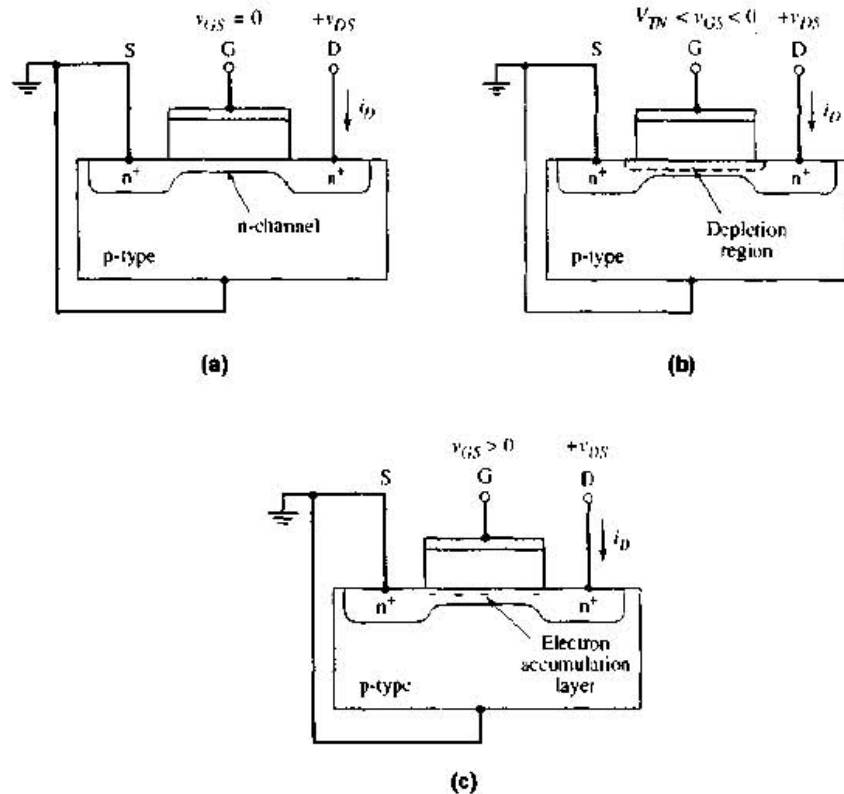 v_GS = 0 +v_DS
S G D
i_D
n+ n+
n-channel
p-type
(a)
V_TN < v_GS < 0 +v_DS
S G D
i_D
n+ n+
Depletion
region
p-type
(b)
v_GS > 0 +v_DS
S G D
i_D
n+ n+
Electron
accumulation
layer
p-type
(c)